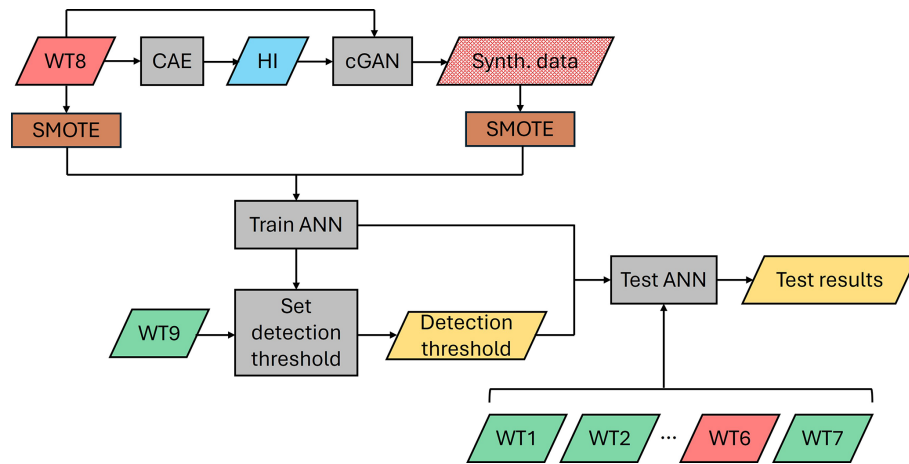 WT8
CAE
HI
cGAN
Synth. data
SMOTE
SMOTE
Train ANN
Test ANN
Test results
WT9
Set
detection
threshold
Detection
threshold
WT1
WT2
...
WT6
WT7